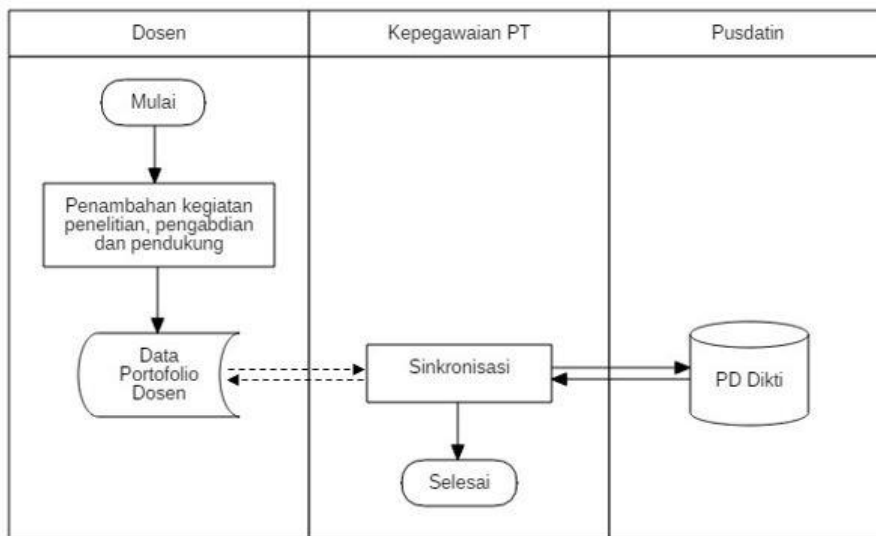 Dosen
Kepegawaian PT
Pusdatin
Mulai
Penambahan kegiatan
penelitian, pengabdian
dan pendukung
Data
Portofolio
Dosen
Sinkronisasi
PD Dikti
Selesai